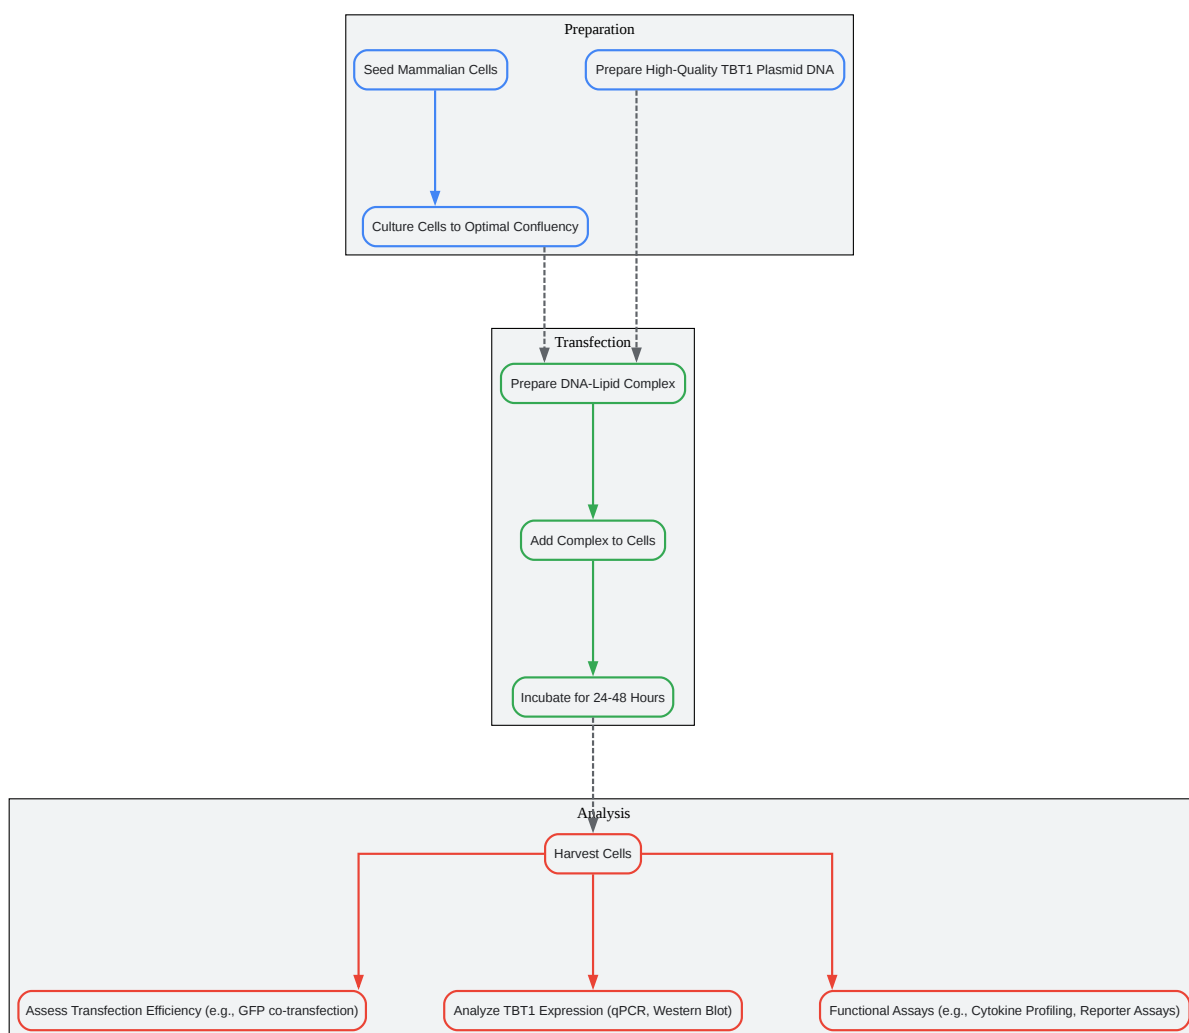 Preparation
Seed Mammalian Cells
Prepare High-Quality TBT1 Plasmid DNA
Culture Cells to Optimal Confluency
Transfection
Prepare DNA-Lipid Complex
Add Complex to Cells
Incubate for 24-48 Hours
Analysis
Harvest Cells
Assess Transfection Efficiency (e.g., GFP co-transfection)
Analyze TBT1 Expression (qPCR, Western Blot)
Functional Assays (e.g., Cytokine Profiling, Reporter Assays)